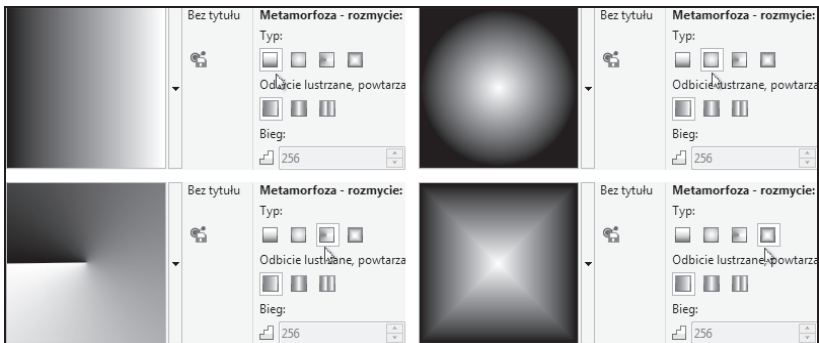 Bez tytułu
Metamorfoza - rozmycie:
Typ:
Odbicie lustrzane, powtarza
Bieg:
256
Bez tytułu
Metamorfoza - rozmycie:
Typ:
Odbicie lustrzane, powtarza
Bieg:
256
Bez tytułu
Metamorfoza - rozmycie:
Typ:
Odbicie lustrzane, powtarza
Bieg:
256
Bez tytułu
Metamorfoza - rozmycie:
Typ:
Odbicie lustrzane, powtarza
Bieg:
256